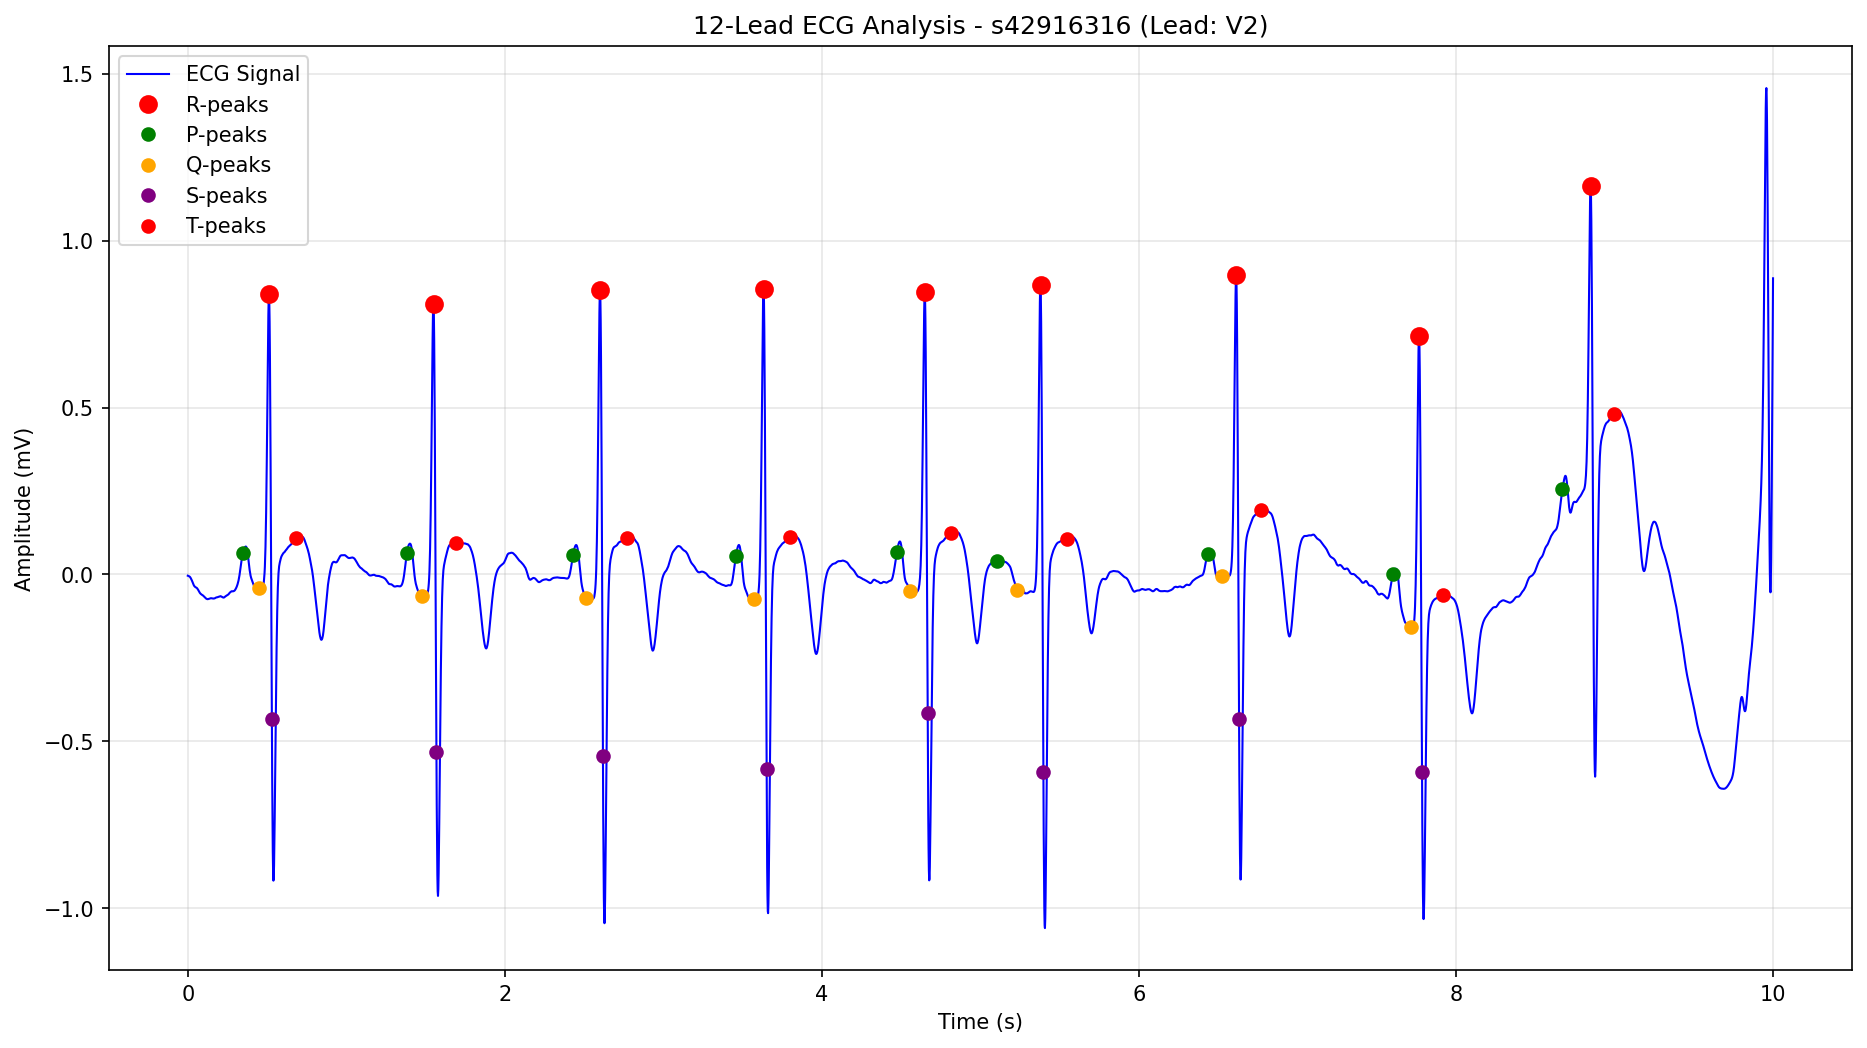 12-Lead ECG Analysis - s42916316 (Lead: V2)
ECG Signal
R-peaks
P-peaks
Q-peaks
S-peaks
T-peaks
1.5
1.0
0.5
0.0
−0.5
−1.0
Amplitude (mV)
0 2 4 6 8 10
Time (s)